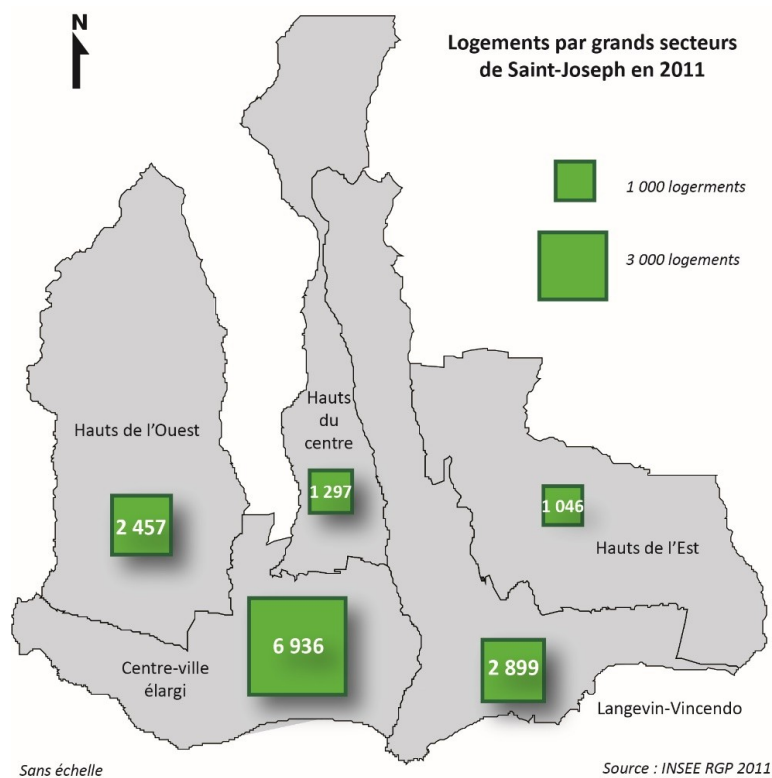 N
Logements par grands secteurs
de Saint-Joseph en 2011
1 000 logerments
3 000 logements
Hauts de l'Ouest
2 457
Hauts
du
centre
1 297
1 046
Hauts de l'Est
Centre-ville
élargi
6 936
2 899
Langevin-Vincendo
Sans échelle
Source : INSEE RGP 2011